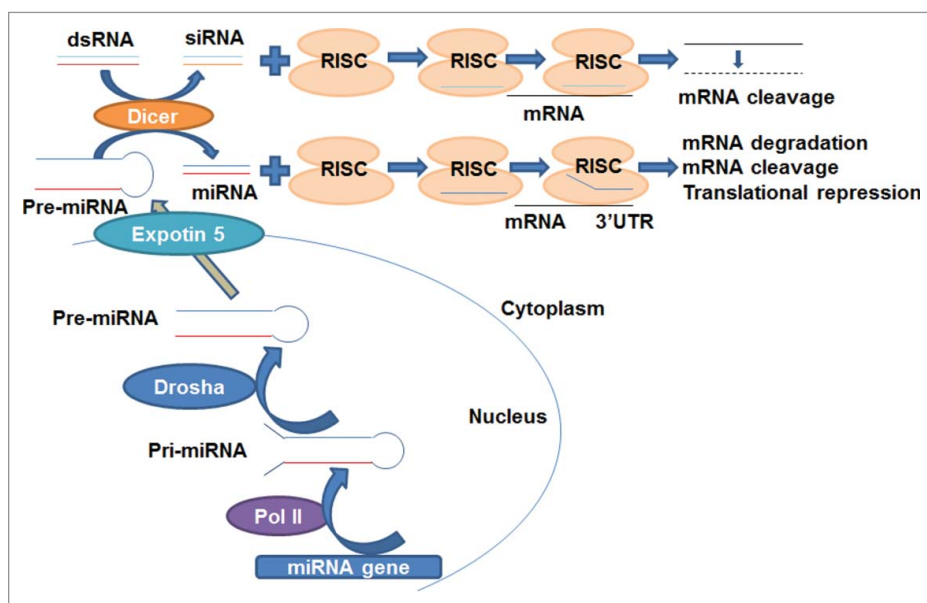 dsRNA siRNA
RISC RISC RISC
mRNA
mRNA cleavage
Dicer
Pre-miRNA miRNA
RISC RISC RISC
mRNA 3'UTR
mRNA degradation
mRNA cleavage
Translational repression
Expotin 5
Cytoplasm
Pre-miRNA
Drosha
Nucleus
Pri-miRNA
Pol II
miRNA gene